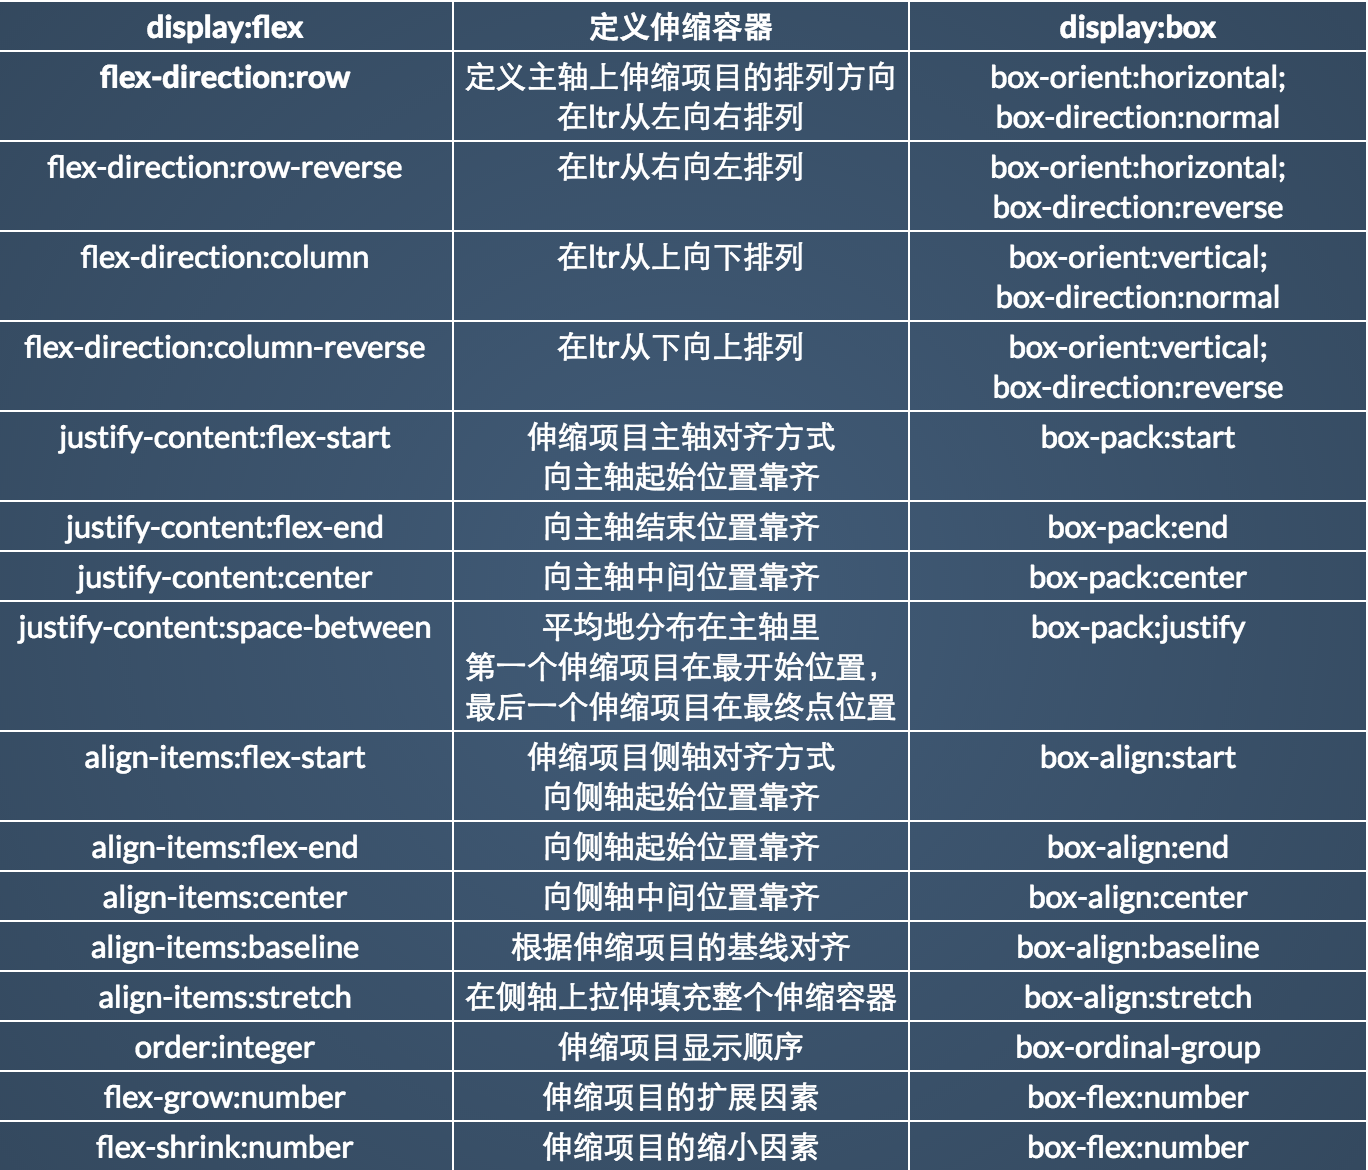 display:flex 定义伸缩容器 display:box
flex-direction:row 定义主轴上伸缩项目的排列方向 box-orient:horizontal;
在ltr从左向右排列 box-direction:normal
flex-direction:row-reverse 在ltr从右向左排列 box-orient:horizontal;
box-direction:reverse
flex-direction:column 在ltr从上向下排列 box-orient:vertical;
box-direction:normal
flex-direction:column-reverse 在ltr从下向上排列 box-orient:vertical;
box-direction:reverse
justify-content:flex-start 伸缩项目主轴对齐方式 box-pack:start
向主轴起始位置靠齐
justify-content:flex-end 向主轴结束位置靠齐 box-pack:end
justify-content:center 向主轴中间位置靠齐 box-pack:center
justify-content:space-between 平均地分布在主轴里 box-pack:justify
第一个伸缩项目在最开始位置，
最后一个伸缩项目在最终点位置
align-items:flex-start 伸缩项目侧轴对齐方式 box-align:start
向侧轴起始位置靠齐
align-items:flex-end 向侧轴起始位置靠齐 box-align:end
align-items:center 向侧轴中间位置靠齐 box-align:center
align-items:baseline 根据伸缩项目的基线对齐 box-align:baseline
align-items:stretch 在侧轴上拉伸填充整个伸缩容器 box-align:stretch
order:integer 伸缩项目显示顺序 box-ordinal-group
flex-grow:number 伸缩项目的扩展因素 box-flex:number
flex-shrink:number 伸缩项目的缩小因素 box-flex:number